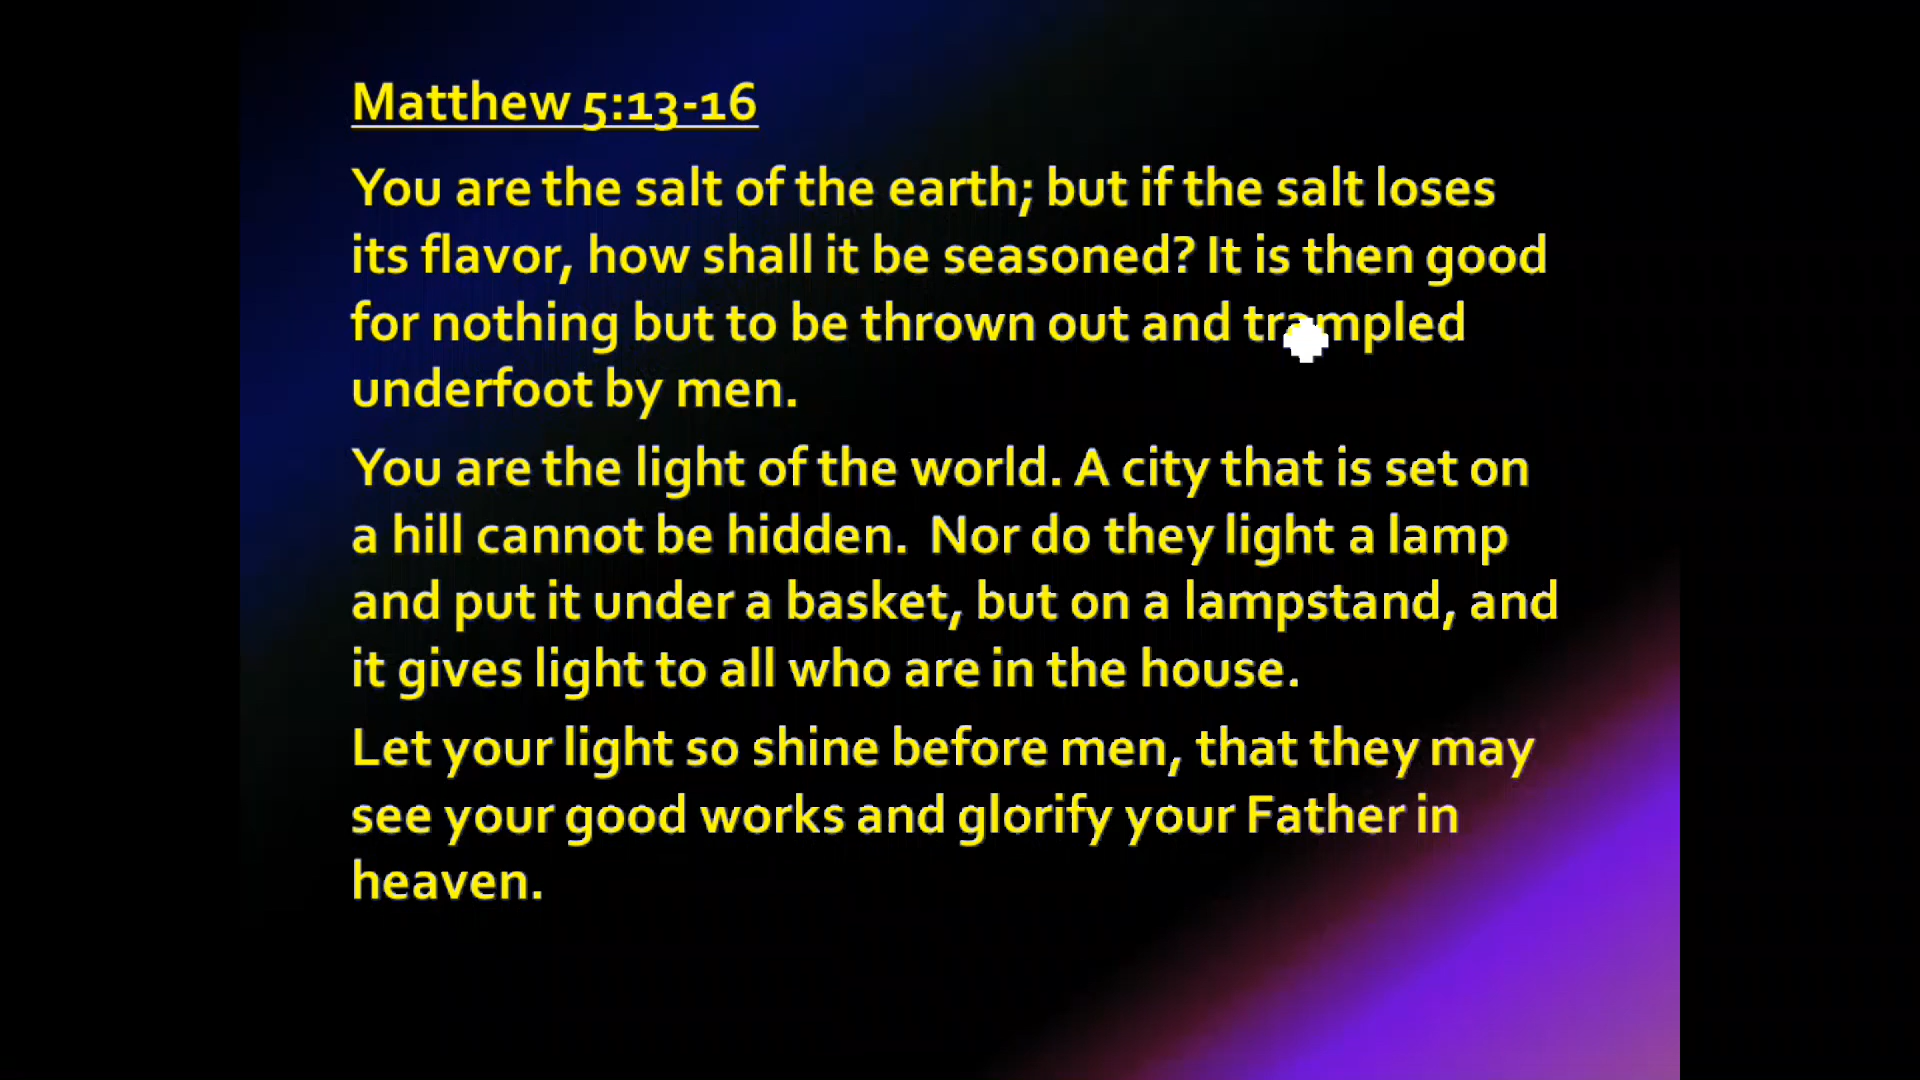 Matthew 5:13-16
You are the salt of the earth; but if the salt loses
its flavor, how shall it be seasoned? It is then good
for nothing but to be thrown out and trampled
underfoot by men.
You are the light of the world. A city that is set on
a hill cannot be hidden.  Nor do they light a lamp
and put it under a basket, but on a lampstand, and
it gives light to all who are in the house.
Let your light so shine before men, that they may
see your good works and glorify your Father in
heaven.